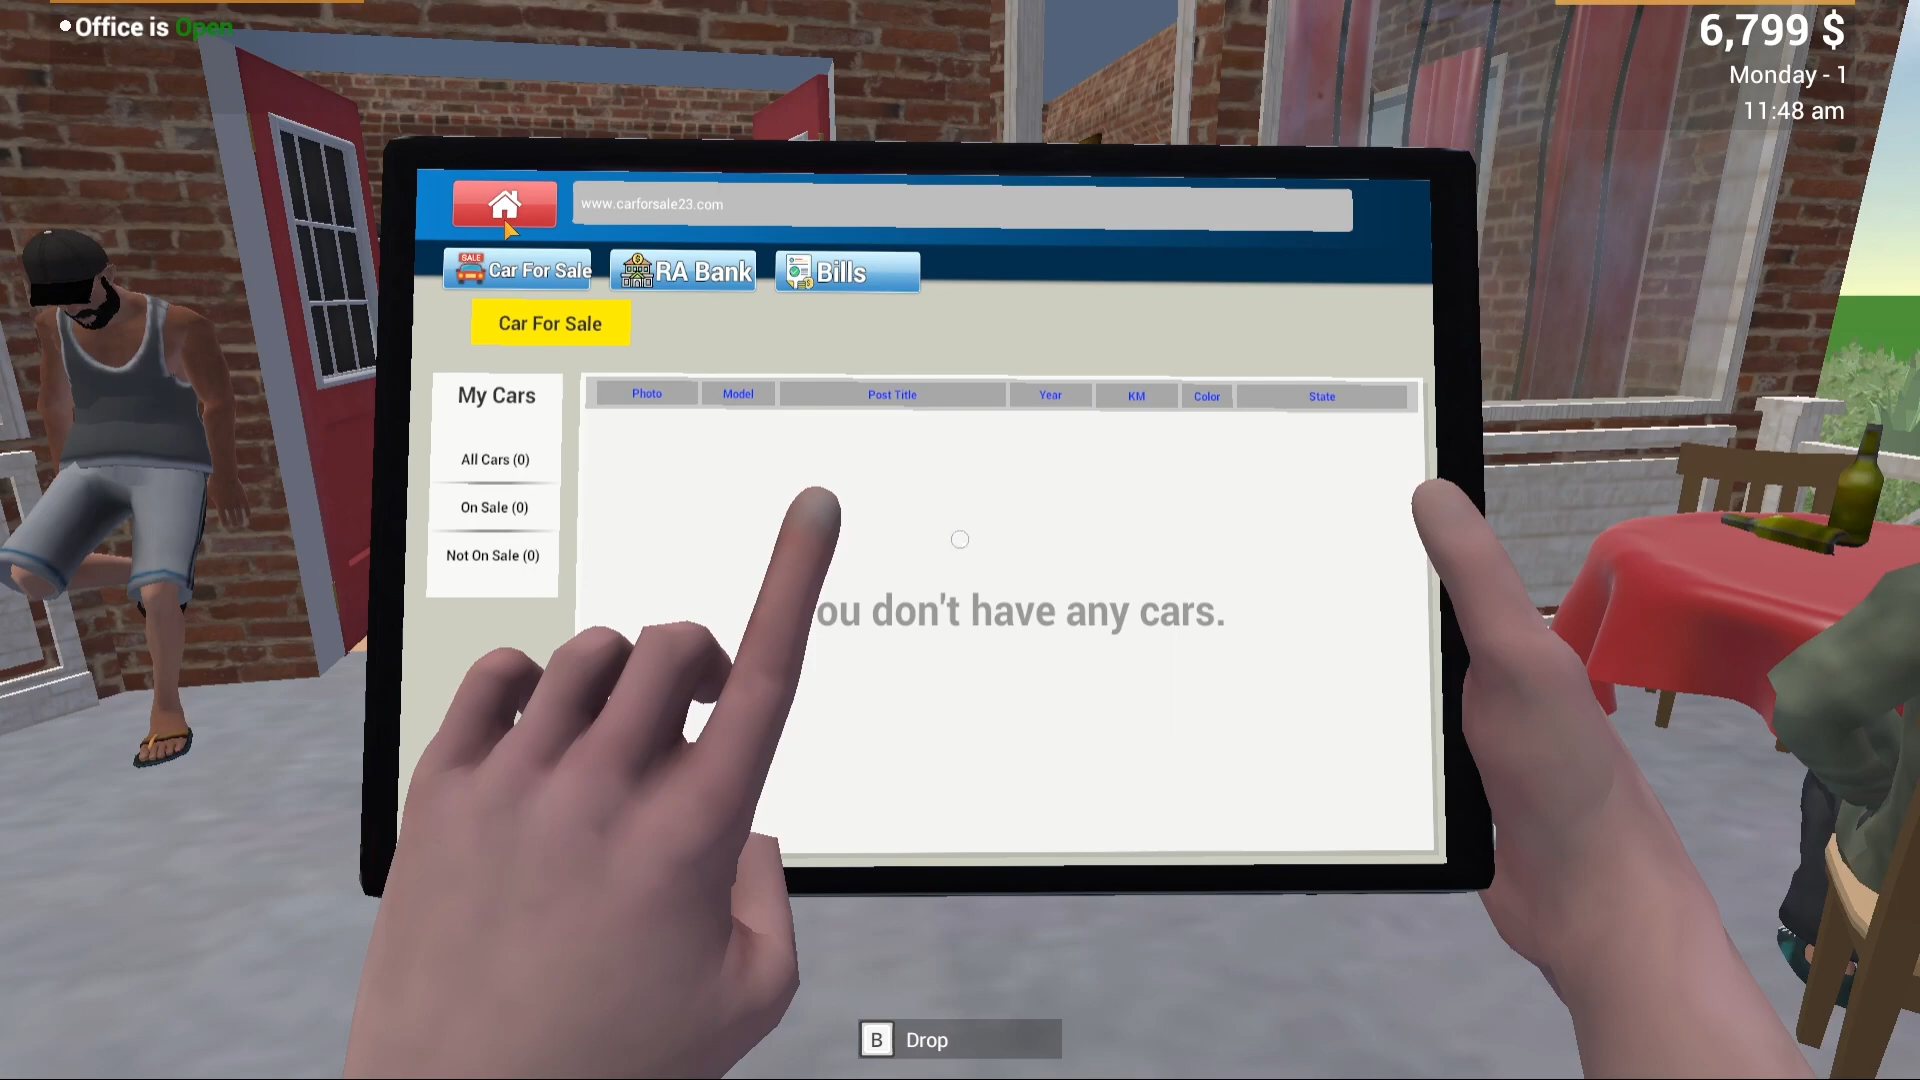 Office is Open
6,799 $
Monday - 1
11:48 am
www.carforsale23.com
SALE
Car For Sale
RA Bank
Bills
Car For Sale
My Cars
All Cars (0)
On Sale (0)
Not On Sale (0)
Photo Model Post Title Year KM Color State
ou don't have any cars.
B Drop